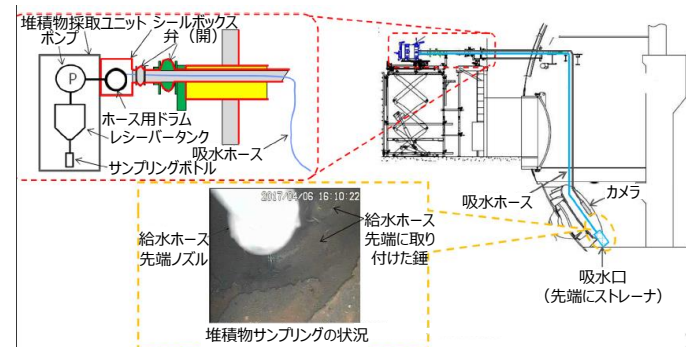 堆積物採取ユニット
シールボックス
ポンプ
弁（開）
P
ホース用ドラム
レシーバータンク
サンプリングボトル
吸水ホース
吸水ホース
カメラ
吸水口
（先端にストレーナ）
2017/04/06 16:10:22
給水ホース
先端ノズル
給水ホース
先端に取り
付けた錘
堆積物サンプリングの状況